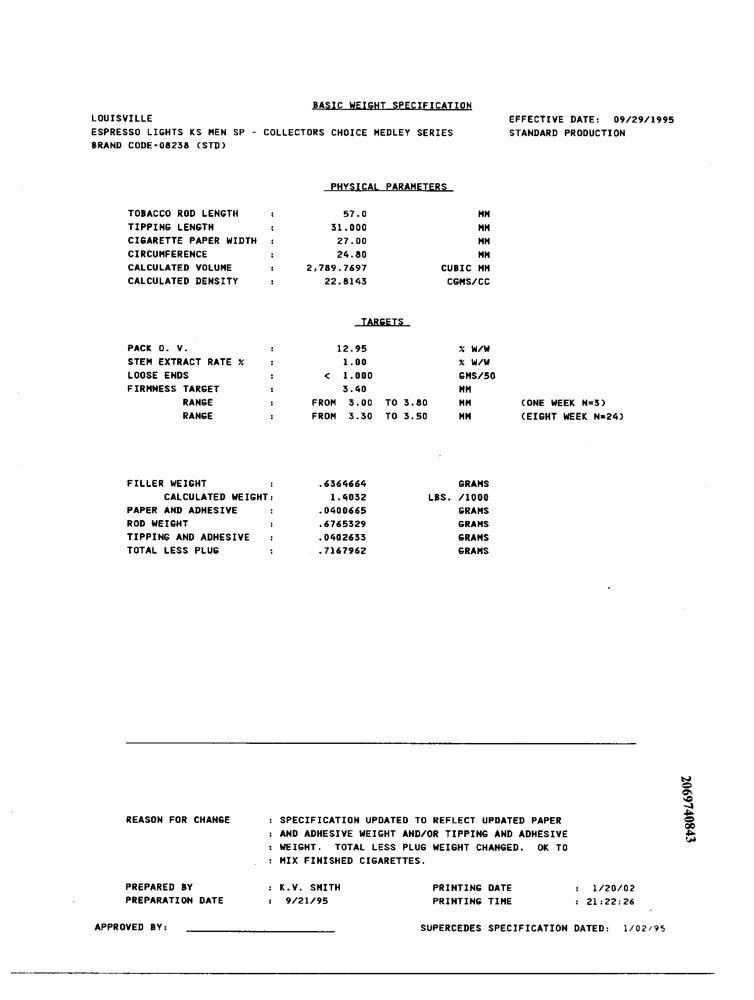 BASIC WEIGHT SPECIFICATION
LOUISVILLE EFFECTIVE DATE: 09/29/1995
ESPRESSO LIGHTS KS MEN SP - COLLECTORS CHOICE MEDLEY SERIES STANDARD PRODUCTION
BRAND CODE-08238 (STD)
PHYSICAL PARAMETERS
TOBACCO ROD LENGTH : 57.0 MM
TIPPING LENGTH : 31.000 MM
CIGARETTE PAPER WIDTH : 27.00 MM
CIRCUMFERENCE : 24.80 MM
CALCULATED VOLUME : 2,789.7697 CUBIC MM
CALCULATED DENSITY : 22.8143 CGMS/CC
TARGETS
PACK O. V. : 12.95 % W/W
STEM EXTRACT RATE % : 1.00 % W/W
LOOSE ENDS : < 1.000 GMS/50
FIRMNESS TARGET : 3.40 MM
RANGE : FROM 3.00 TO 3.80 MM (ONE WEEK N=3)
RANGE : FROM 3.30 TO 3.50 MM (EIGHT WEEK N=24)
FILLER WEIGHT : .6364664 GRAMS
CALCULATED WEIGHT: 1.4032 LBS. /1000
PAPER AND ADHESIVE : .0400665 GRAMS
ROD WEIGHT : .6765329 GRAMS
TIPPING AND ADHESIVE : .0402633 GRAMS
TOTAL LESS PLUG : .7167962 GRAMS
REASON FOR CHANGE : SPECIFICATION UPDATED TO REFLECT UPDATED PAPER
: AND ADHESIVE WEIGHT AND/OR TIPPING AND ADHESIVE
: WEIGHT. TOTAL LESS PLUG WEIGHT CHANGED. OK TO
: MIX FINISHED CIGARETTES.
PREPARED BY : K.V. SMITH PRINTING DATE : 1/20/02
PREPARATION DATE : 9/21/95 PRINTING TIME : 21:22:26
APPROVED BY: SUPERCEDES SPECIFICATION DATED: 1/02/95
2069740843